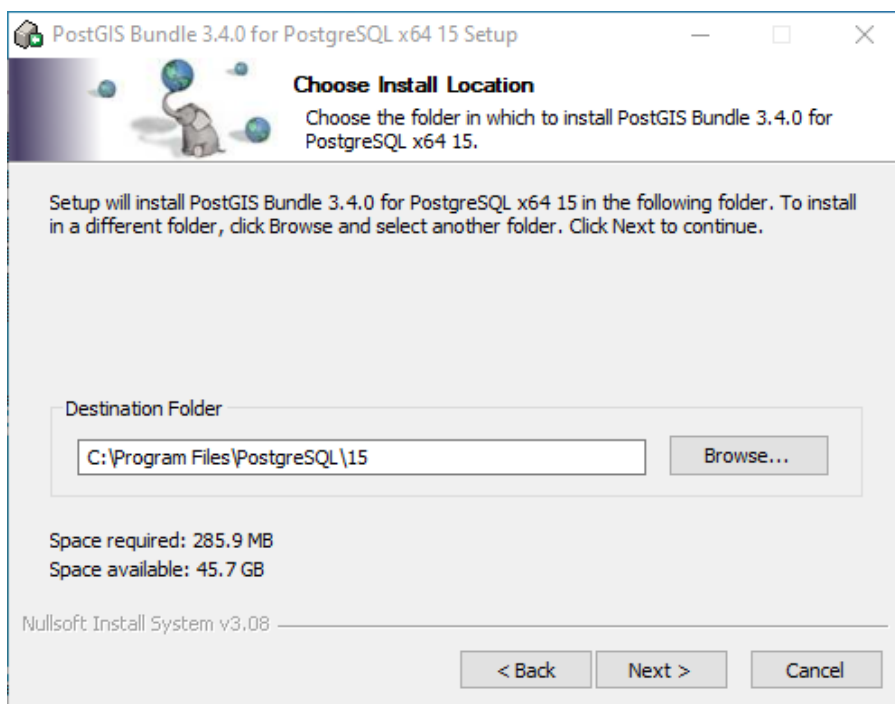 PostGIS Bundle 3.4.0 for PostgreSQL x64 15 Setup
Choose Install Location
Choose the folder in which to install PostGIS Bundle 3.4.0 for
PostgreSQL x64 15.
Setup will install PostGIS Bundle 3.4.0 for PostgreSQL x64 15 in the following folder. To install
in a different folder, click Browse and select another folder. Click Next to continue.
Destination Folder
C:\Program Files\PostgreSQL\15
Browse...
Space required: 285.9 MB
Space available: 45.7 GB
Nullsoft Install System v3.08
< Back
Next >
Cancel